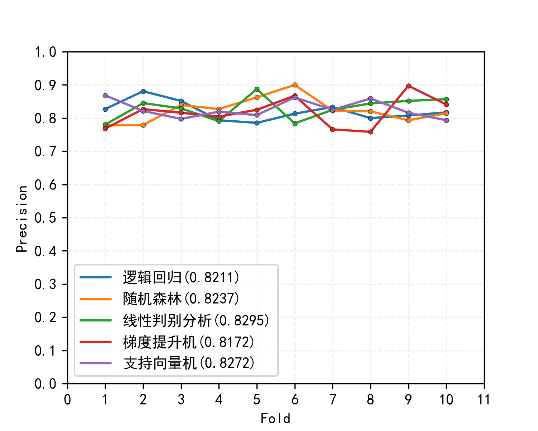 1.0
0.9
0.8
0.7
0.6
0.5
0.4
0.3
0.2
0.1
0.0
Precision
逻辑回归(0.8211)
随机森林(0.8237)
线性判别分析(0.8295)
梯度提升机(0.8172)
支持向量机(0.8272)
0 1 2 3 4 5 6 7 8 9 10 11
Fold